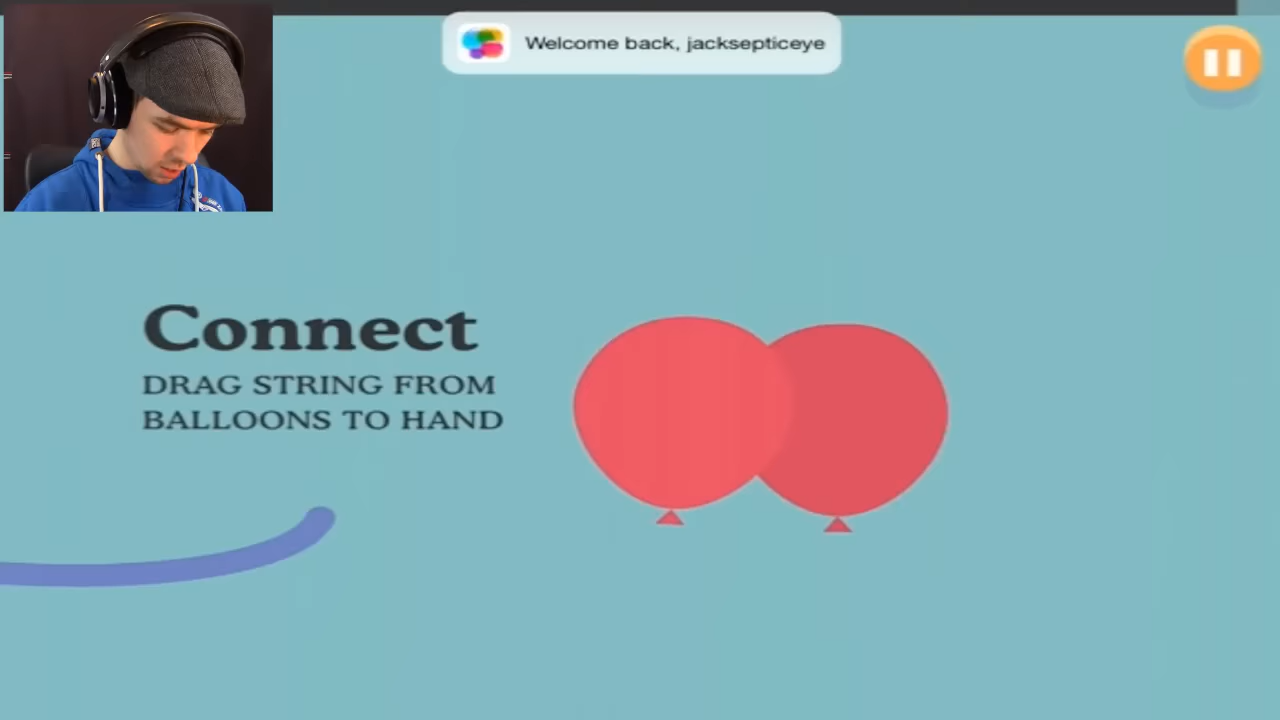 Welcome back, jacksepticeye
Connect
DRAG STRING FROM
BALLOONS TO HAND